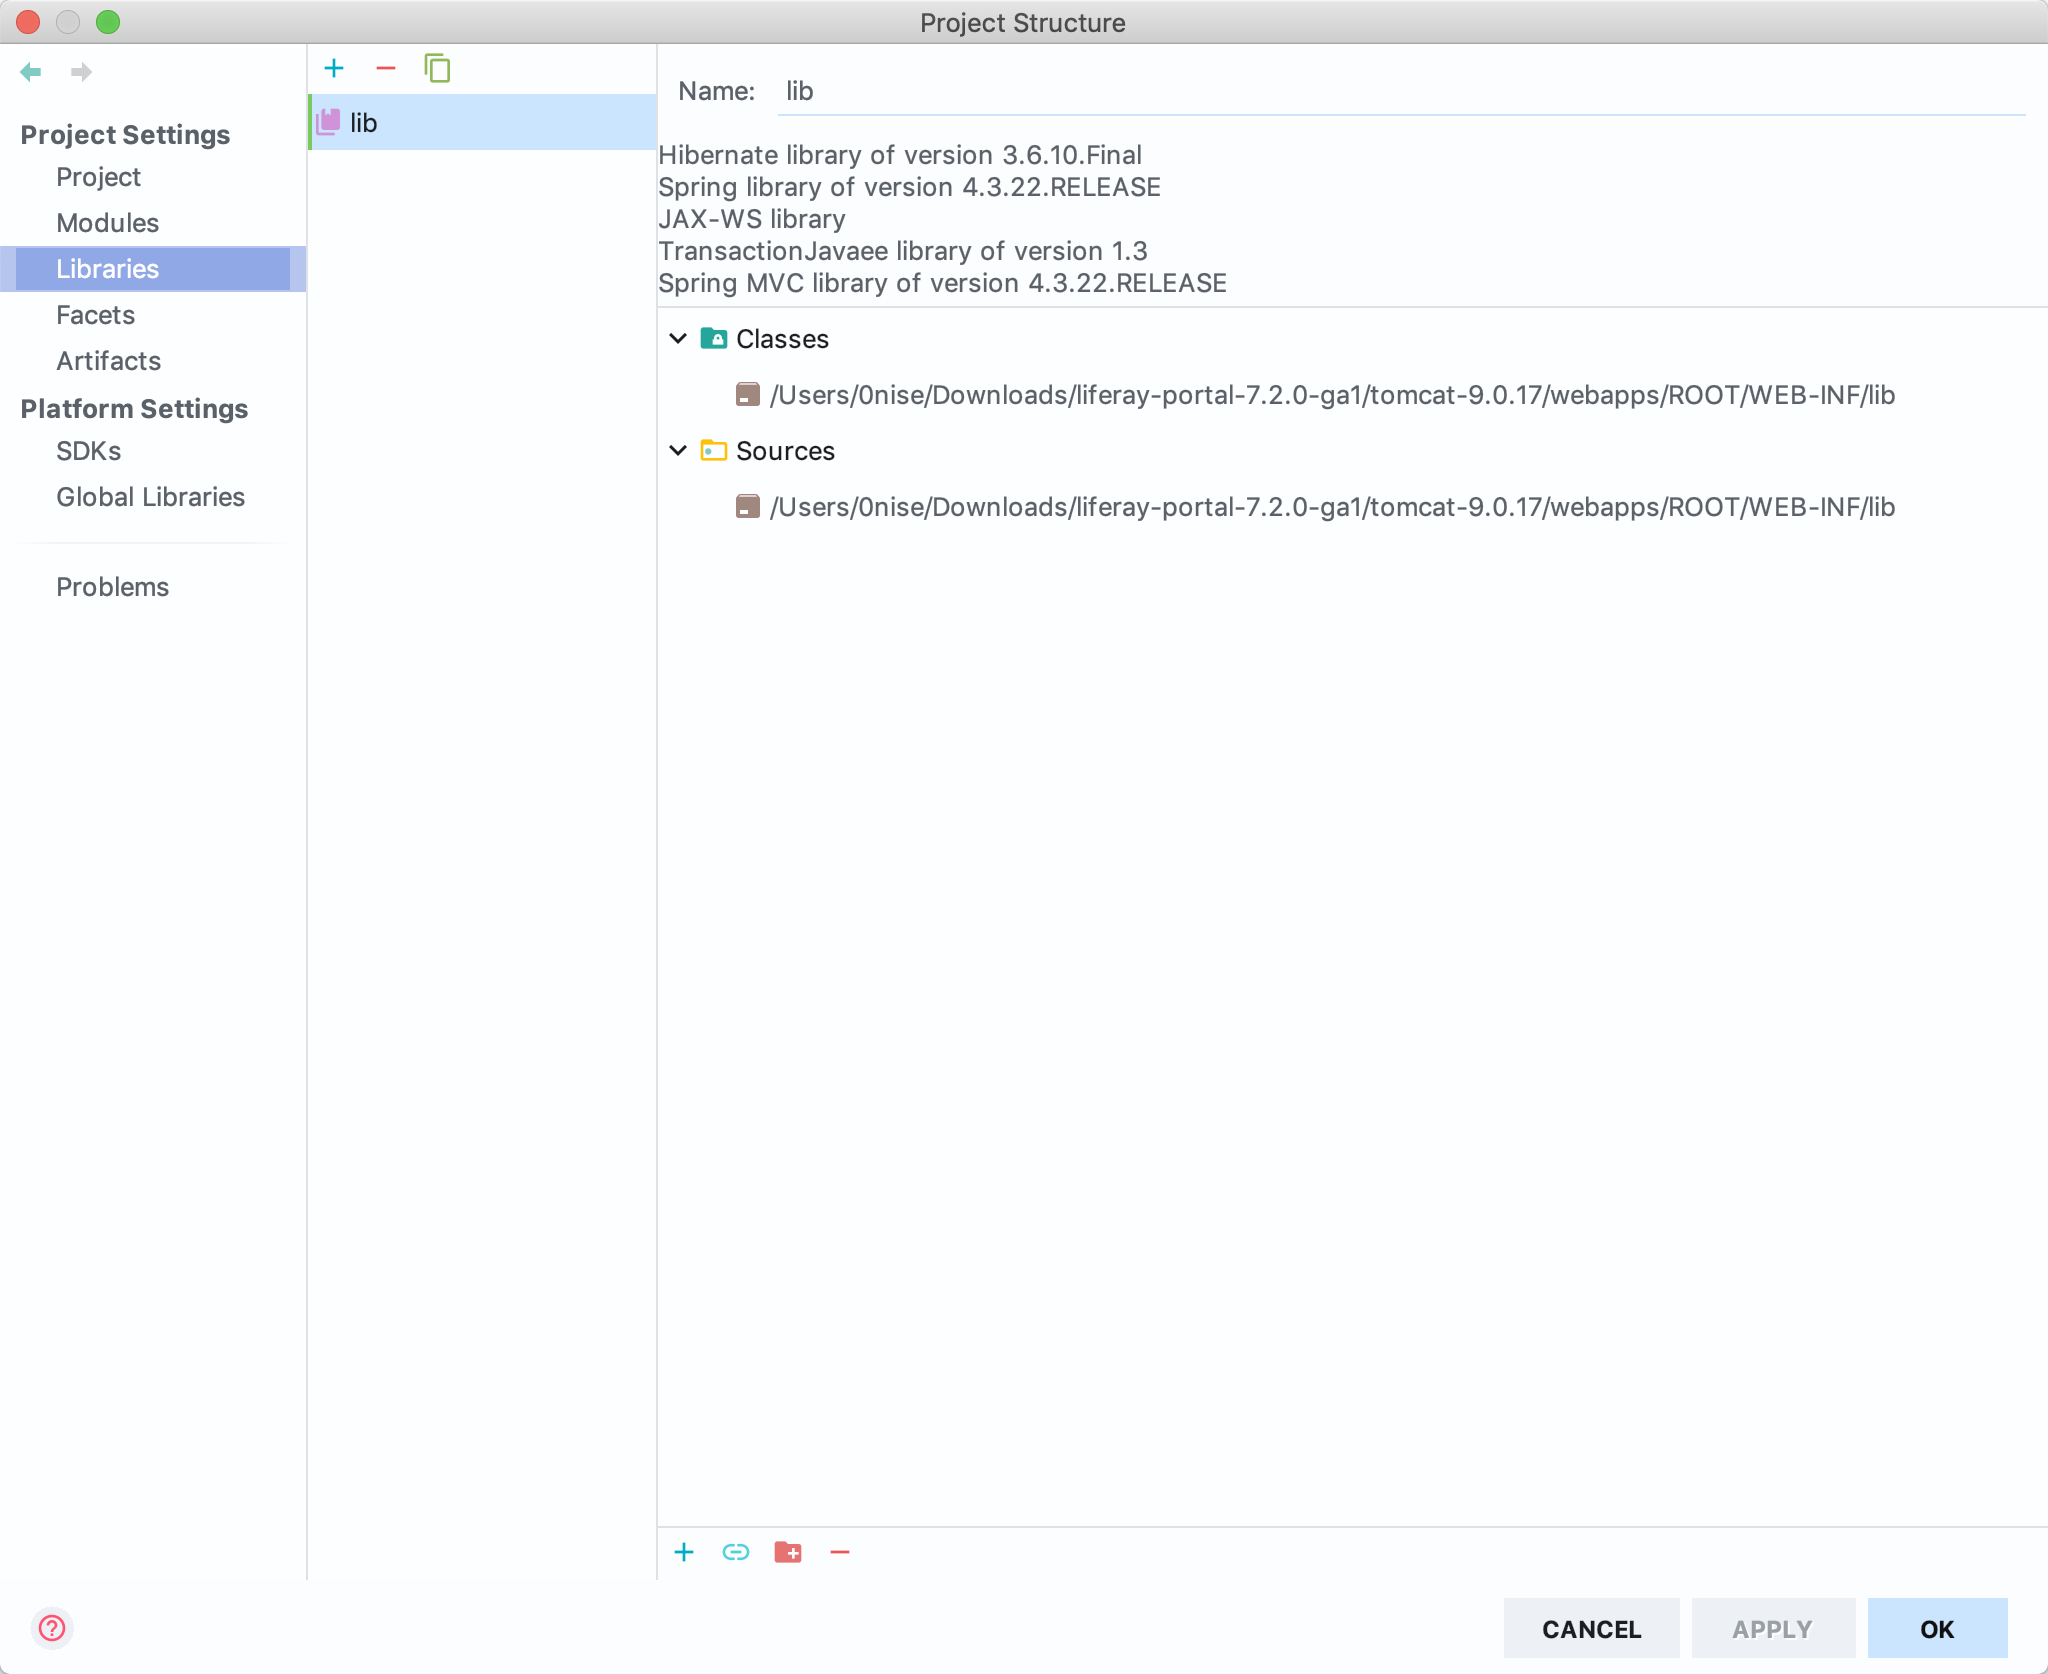 Project Structure
Project Settings
Project
Modules
Libraries
Facets
Artifacts
Platform Settings
SDKs
Global Libraries
Problems
lib
Name: lib
Hibernate library of version 3.6.10.Final
Spring library of version 4.3.22.RELEASE
JAX-WS library
TransactionJavaee library of version 1.3
Spring MVC library of version 4.3.22.RELEASE
Classes
/Users/0nise/Downloads/liferay-portal-7.2.0-ga1/tomcat-9.0.17/webapps/ROOT/WEB-INF/lib
Sources
/Users/0nise/Downloads/liferay-portal-7.2.0-ga1/tomcat-9.0.17/webapps/ROOT/WEB-INF/lib
CANCEL APPLY OK